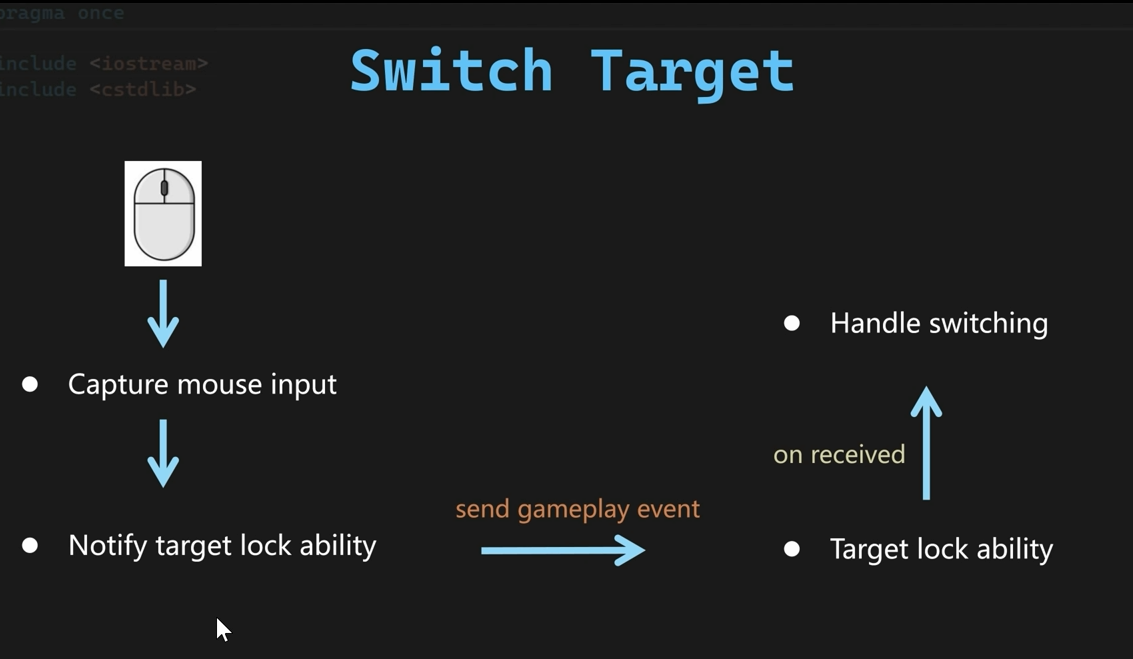 pragma once
include <iostream>
include <cstdlib>
Switch Target
Capture mouse input
Notify target lock ability
send gameplay event
Target lock ability
on received
Handle switching